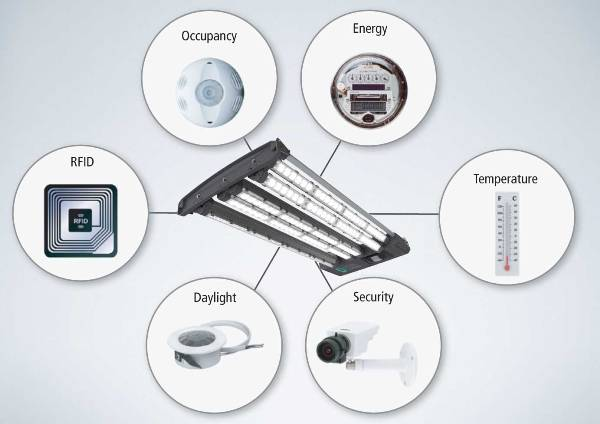 Occupancy
Energy
RFID
RFID
Temperature
F C
Daylight
Security